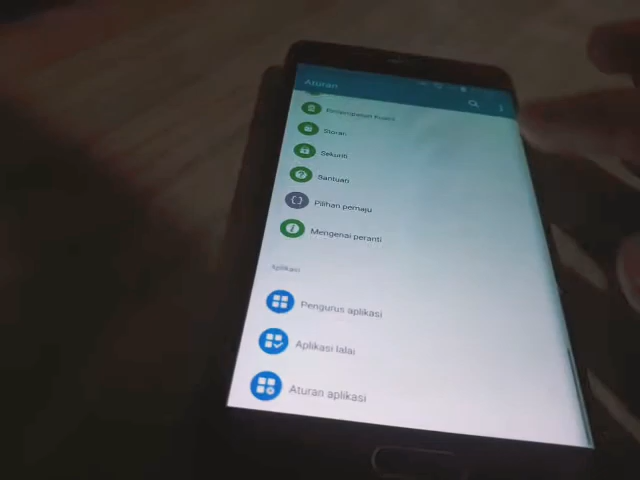 Aturan
Storan
Sekuriti
Bantuan
Pilihan pemaju
Mengenai peranti
Aplikasi
Pengurus aplikasi
Aplikasi lalai
Aturan aplikasi